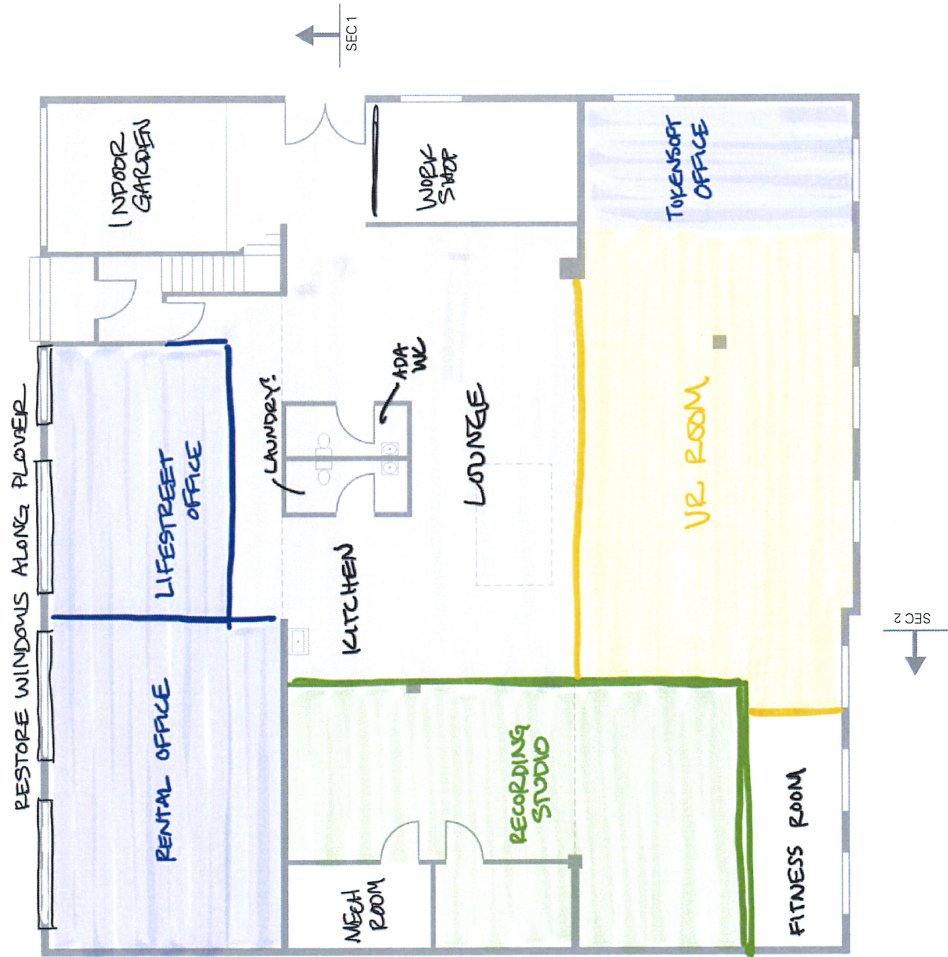 SEC 1
INDOOR
GARDEN
WORK
SHOP
TOKENSOFT
OFFICE
RESTORE WINDOWS ALONG PLOVER
LIFESTREET
OFFICE
LAUNDRY?
ADA
WC
LOUNGE
VR ROOM
KITCHEN
RENTAL OFFICE
RECORDING
STUDIO
MECH
ROOM
FITNESS ROOM
SEC 2